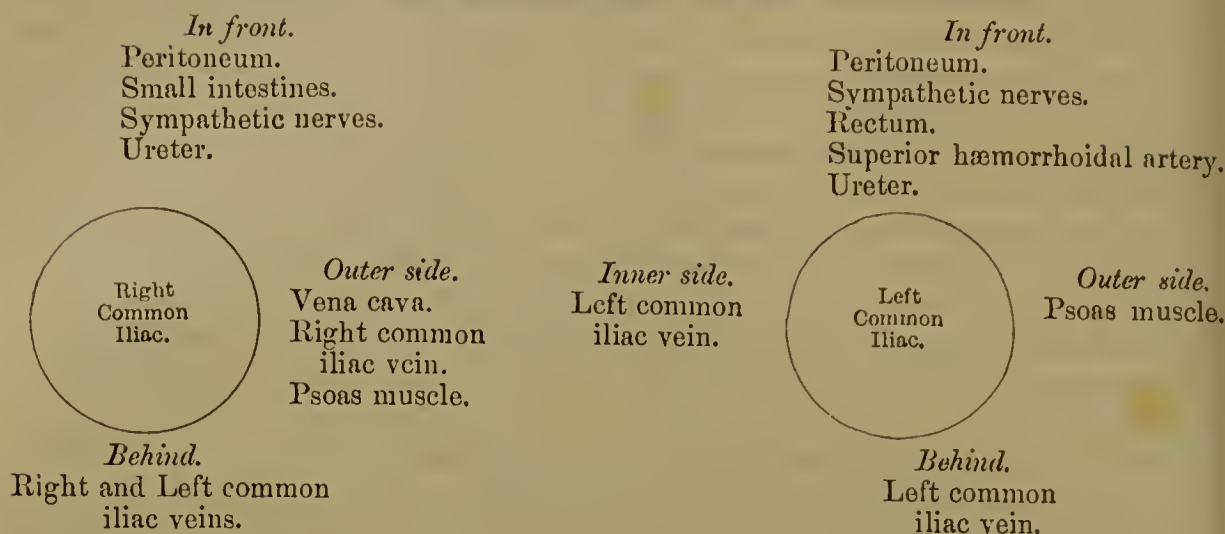 In front.
Peritoneum.
Small intestines.
Sympathetic nerves.
Ureter.
Right
Common
Iliac.
Outer side.
Vena cava.
Right common
iliac vein.
Psoas muscle.
Behind.
Right and Left common
iliac veins.
In front.
Peritoneum.
Sympathetic nerves.
Rectum.
Superior hæmorrhoidal artery.
Ureter.
Inner side.
Left common
iliac vein.
Left
Common
Iliac.
Outer side.
Psoas muscle.
Behind.
Left common
iliac vein.